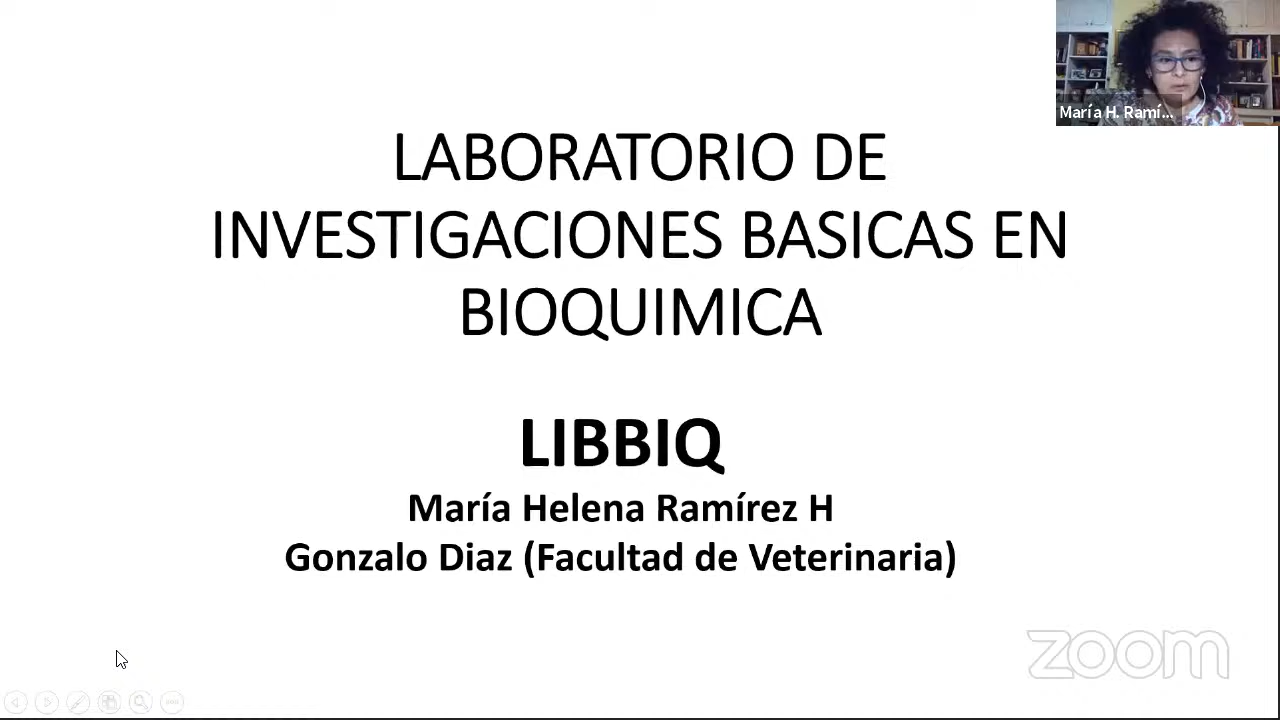 María H. Ramí...
LABORATORIO DE
INVESTIGACIONES BASICAS EN
BIOQUIMICA
LIBBIQ
María Helena Ramírez H
Gonzalo Diaz (Facultad de Veterinaria)
zoom